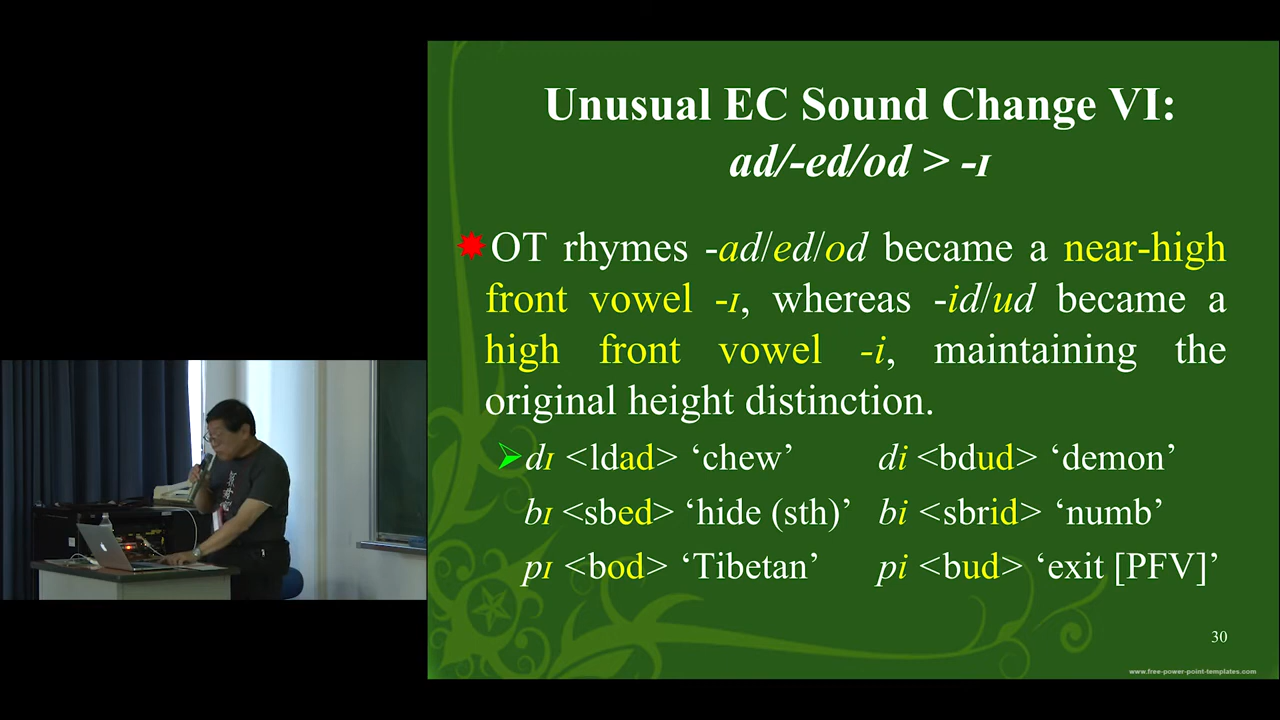 Unusual EC Sound Change VI:
ad/-ed/od > -ɪ
OT rhymes -ad/ed/od became a near-high
front vowel -ɪ, whereas -id/ud became a
high front vowel -i, maintaining the
original height distinction.
dɪ <ldad> ‘chew’ di <bdud> ‘demon’
bɪ <sbed> ‘hide (sth)’ bi <sbrid> ‘numb’
pɪ <bod> ‘Tibetan’ pi <bud> ‘exit [PFV]’
30
www.free-power-point-templates.com